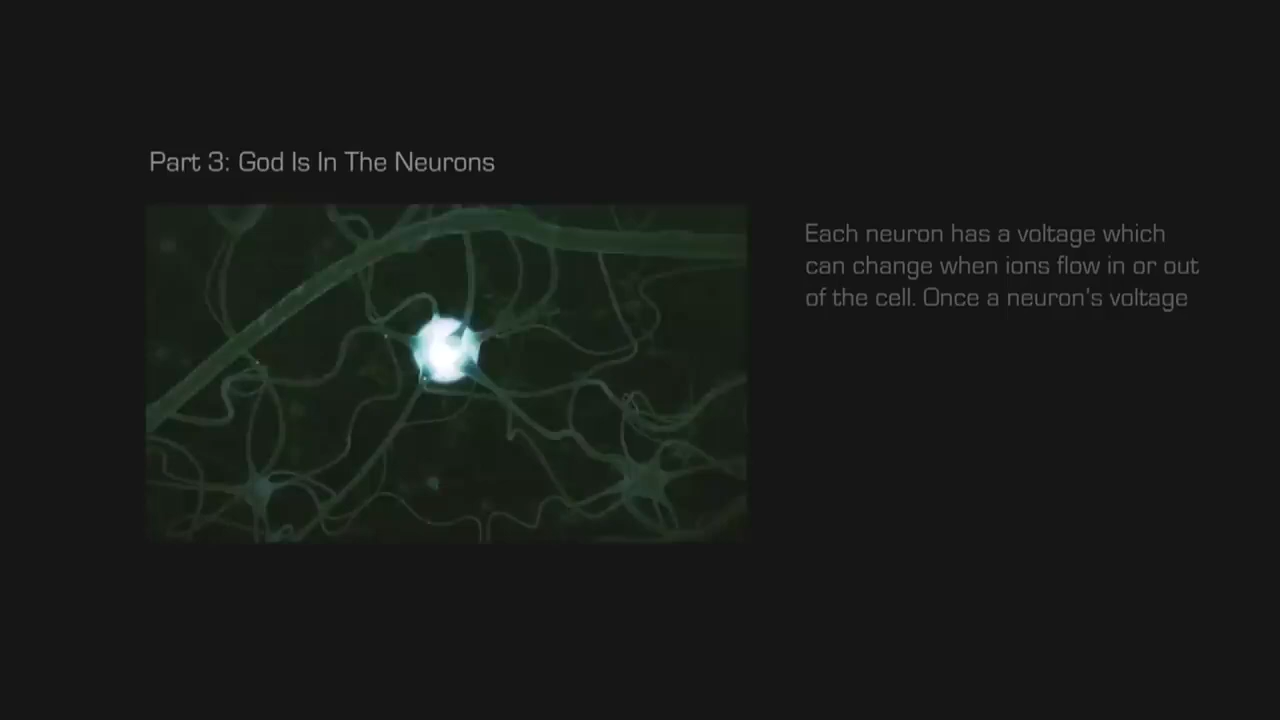 Part 3: God Is In The Neurons
Each neuron has a voltage which
can change when ions flow in or out
of the cell. Once a neuron's voltage